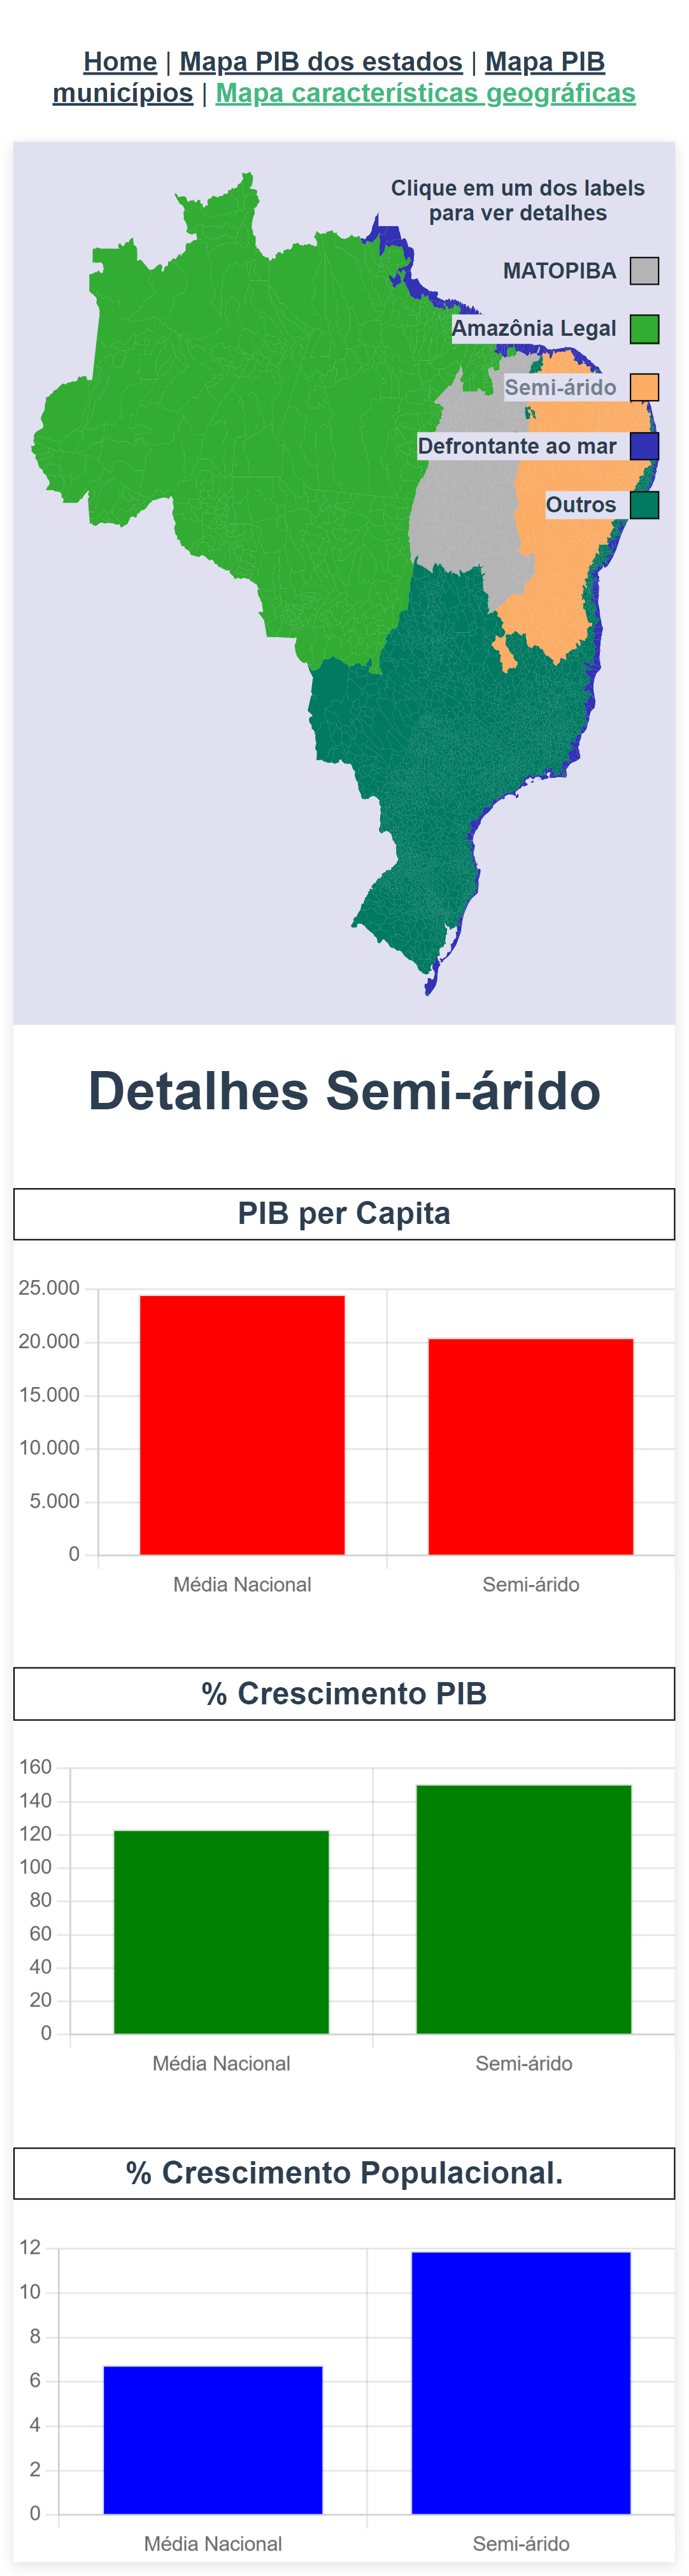 Home | Mapa PIB dos estados | Mapa PIB
municípios | Mapa características geográficas
Clique em um dos labels
para ver detalhes
MATOPIBA
Amazônia Legal
Semi-árido
Defrontante ao mar
Outros
Detalhes Semi-árido
PIB per Capita
25.000
20.000
15.000
10.000
5.000
0
Média Nacional
Semi-árido
% Crescimento PIB
160
140
120
100
80
60
40
20
0
Média Nacional
Semi-árido
% Crescimento Populacional.
12
10
8
6
4
2
0
Média Nacional
Semi-árido